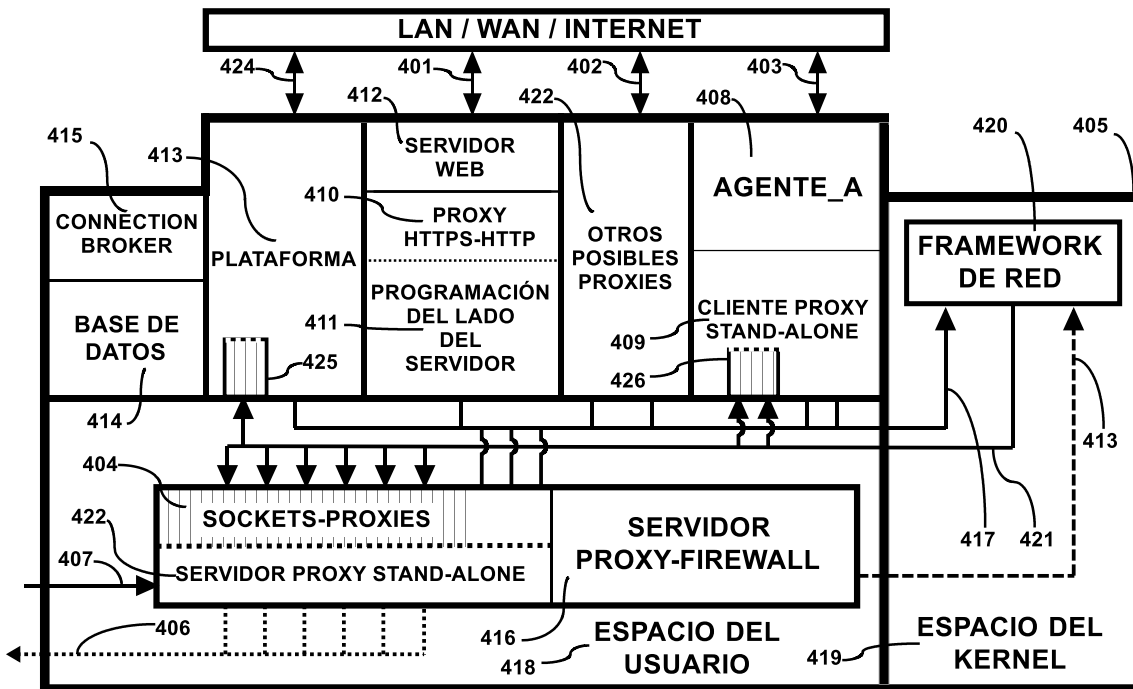 LAN / WAN / INTERNET
424
401
402
403
412
422
408
415
413
420
405
SERVIDOR
WEB
AGENTE_A
410
CONNECTION
BROKER
PROXY
HTTPS-HTTP
FRAMEWORK
DE RED
PLATAFORMA
OTROS
POSIBLES
PROXIES
PROGRAMACIÓN
DEL LADO
DEL
SERVIDOR
411
CLIENTE PROXY
STAND-ALONE
409
BASE DE
DATOS
425
426
414
413
404
SOCKETS-PROXIES
422
SERVIDOR
PROXY-FIREWALL
417
421
407
SERVIDOR PROXY STAND-ALONE
406
416
ESPACIO DEL
USUARIO
418
419
ESPACIO DEL
KERNEL